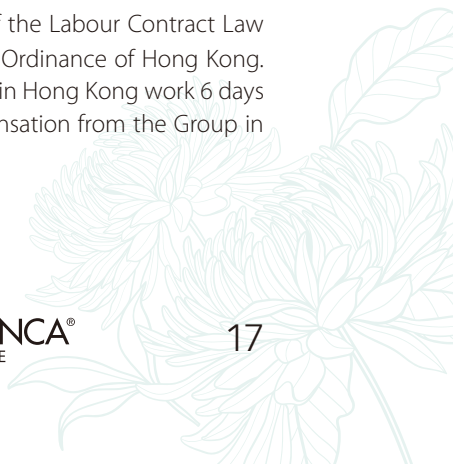 f the Labour Contract Law
Ordinance of Hong Kong.
in Hong Kong work 6 days
nsation from the Group in
NCA®
E
17